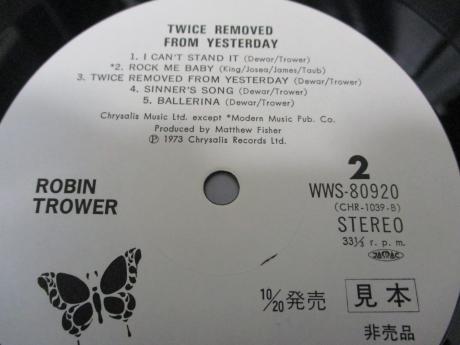 TWICE REMOVED
FROM YESTERDAY
1. I CAN'T STAND IT (Dewar/Trower)
*2. ROCK ME BABY (King/Josea/James/Taub)
3. TWICE REMOVED FROM YESTERDAY (Dewar/Trower)
4. SINNER'S SONG (Dewar/Trower)
5. BALLERINA (Dewar/Trower)
Chrysalis Music Ltd. except *Modern Music Pub. Co.
Produced by Matthew Fisher
Ⓟ 1973 Chrysalis Records Ltd.
ROBIN
TROWER
2
WWS-80920
(CHR-1039-B)
STEREO
33⅓ r. p. m.
JASRAC
10/20発売
見本
非売品